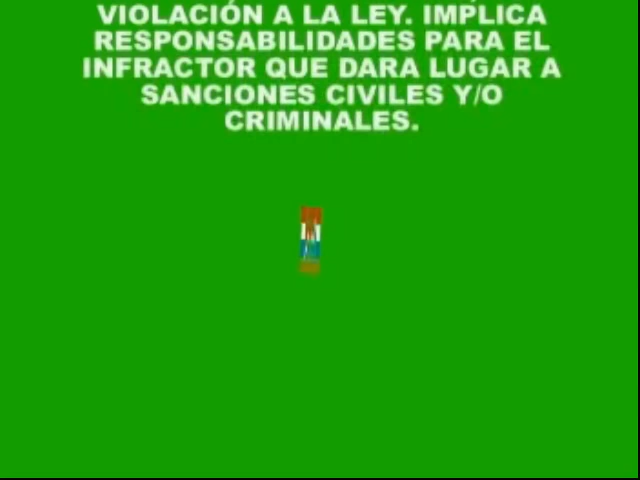 VIOLACIÓN A LA LEY. IMPLICA
RESPONSABILIDADES PARA EL
INFRACTOR QUE DARA LUGAR A
SANCIONES CIVILES Y/O
CRIMINALES.